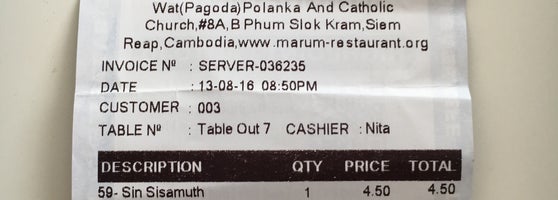 Wat(Pagoda)Polanka And Catholic
Church,#8A,B Phum Slok Kram,Siem
Reap,Cambodia,www.marum-restaurant.org
INVOICE Nº : SERVER-036235
DATE : 13-08-16 08:50PM
CUSTOMER : 003
TABLE Nº : Table Out 7 CASHIER : Nita
DESCRIPTION QTY PRICE TOTAL
59- Sin Sisamuth 1 4.50 4.50